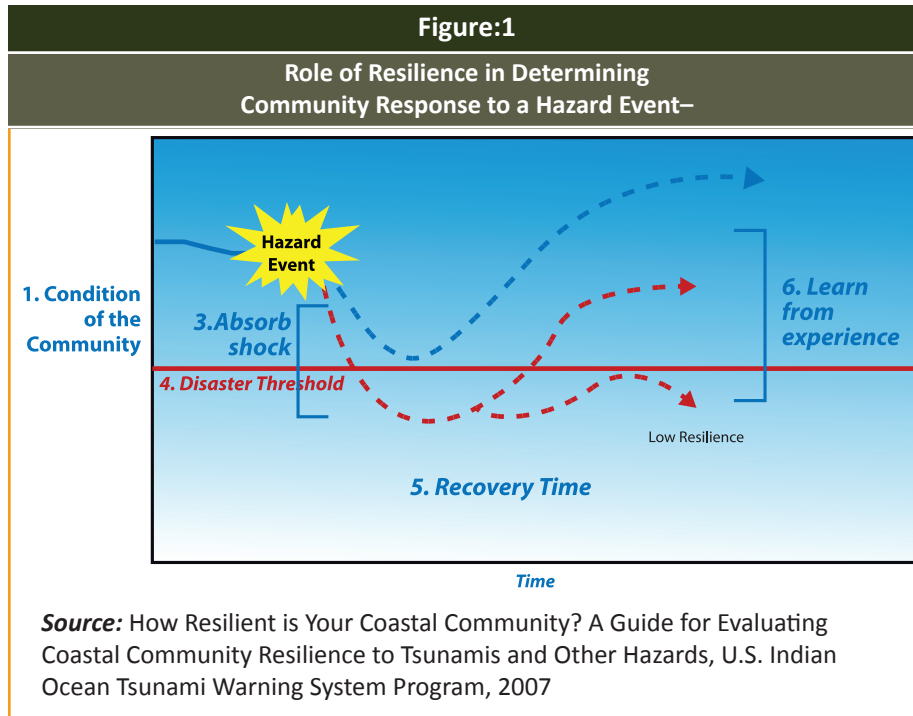 Figure:1
Role of Resilience in Determining
Community Response to a Hazard Event–
Hazard
Event
1. Condition
of the
Community
3.Absorb
shock
6. Learn
from
experience
4. Disaster Threshold
Low Resilience
5. Recovery Time
Time
Source: How Resilient is Your Coastal Community? A Guide for Evaluating
Coastal Community Resilience to Tsunamis and Other Hazards, U.S. Indian
Ocean Tsunami Warning System Program, 2007